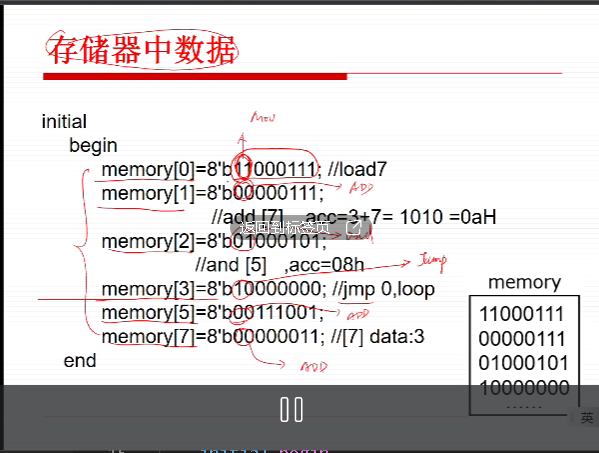 存储器中数据
Mov
initial
begin
memory[0]=8'b11000111; //load7
ADD
memory[1]=8'b00000111;
//add [7] acc=3+7= 1010 =0aH
返回到标签页
memory[2]=8'b01000101;
//and [5] ,acc=08h
Jump
memory[3]=8'b10000000; //jmp 0,loop
memory[5]=8'b00111001;
ADD
memory[7]=8'b00000011; //[7] data:3
ADD
end
memory
11000111
00000111
01000101
10000000
......
英
initial begin